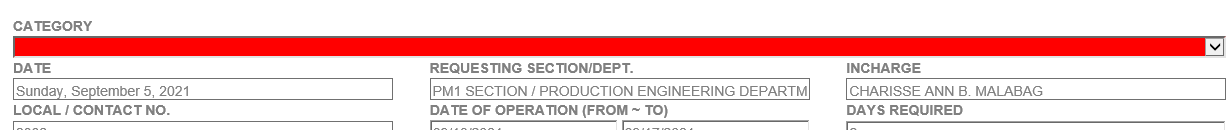 CATEGORY
DATE REQUESTING SECTION/DEPT. INCHARGE
Sunday, September 5, 2021 PM1 SECTION / PRODUCTION ENGINEERING DEPARTM CHARISSE ANN B. MALABAG
LOCAL / CONTACT NO. DATE OF OPERATION (FROM ~ TO) DAYS REQUIRED